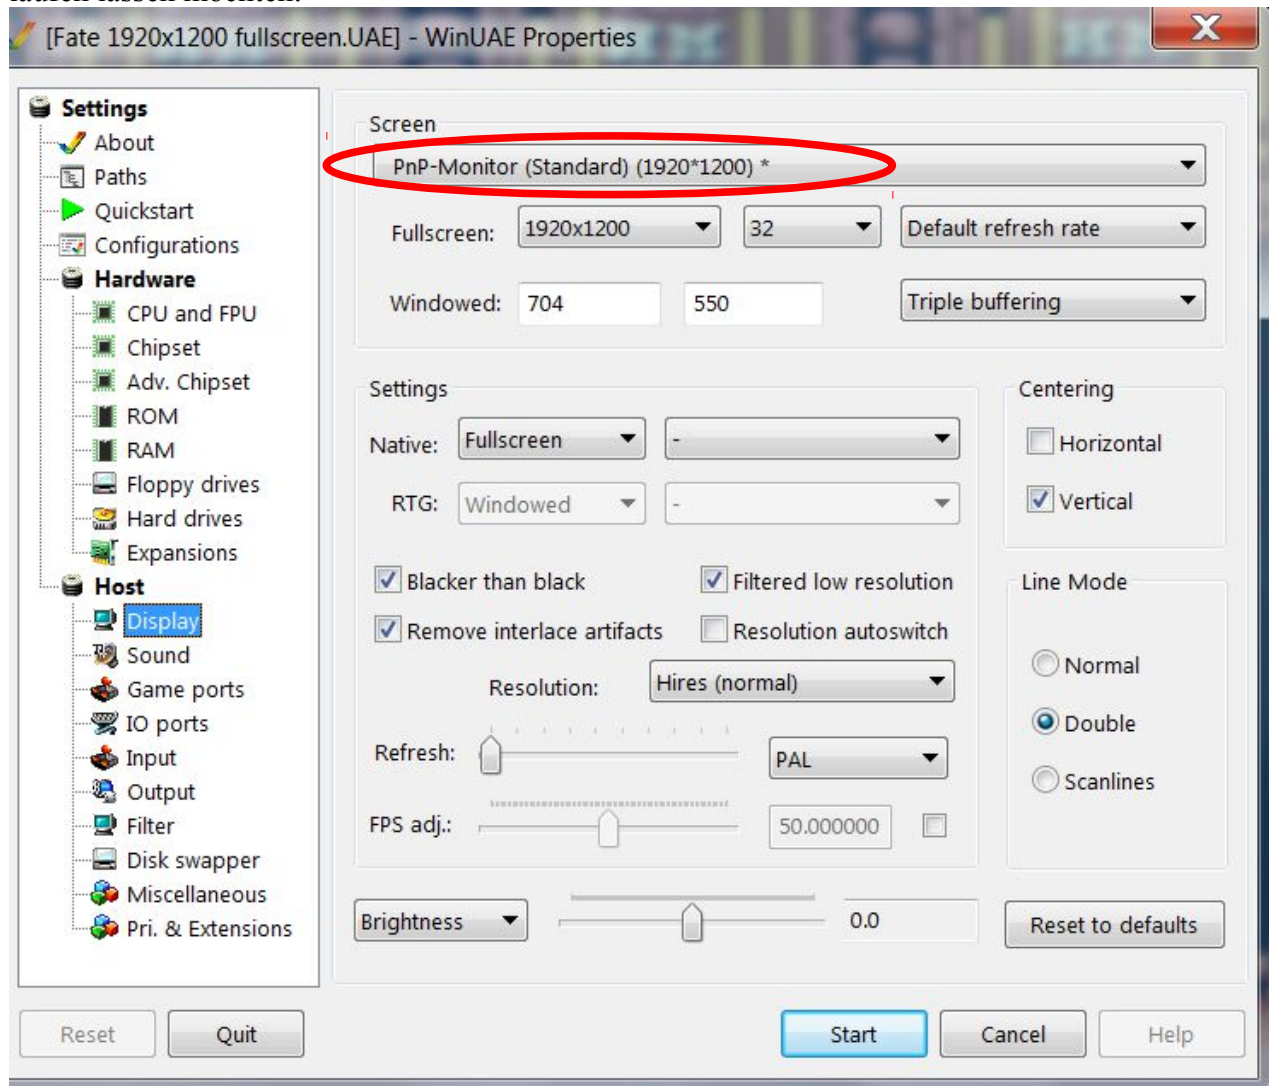 laufen lassen möchten.
[Fate 1920x1200 fullscreen.UAE] - WinUAE Properties
X
Settings
About
Paths
Quickstart
Configurations
Hardware
CPU and FPU
Chipset
Adv. Chipset
ROM
RAM
Floppy drives
Hard drives
Expansions
Host
Display
Sound
Game ports
IO ports
Input
Output
Filter
Disk swapper
Miscellaneous
Pri. & Extensions
Screen
PnP-Monitor (Standard) (1920*1200) *
Fullscreen: 1920x1200 32 Default refresh rate
Windowed: 704 550 Triple buffering
Settings
Native: Fullscreen -
RTG: Windowed -
Blacker than black Filtered low resolution
Remove interlace artifacts Resolution autoswitch
Resolution: Hires (normal)
Refresh: PAL
FPS adj.: 50.000000
Centering
Horizontal
Vertical
Line Mode
Normal
Double
Scanlines
Brightness 0.0
Reset to defaults
Reset Quit Start Cancel Help